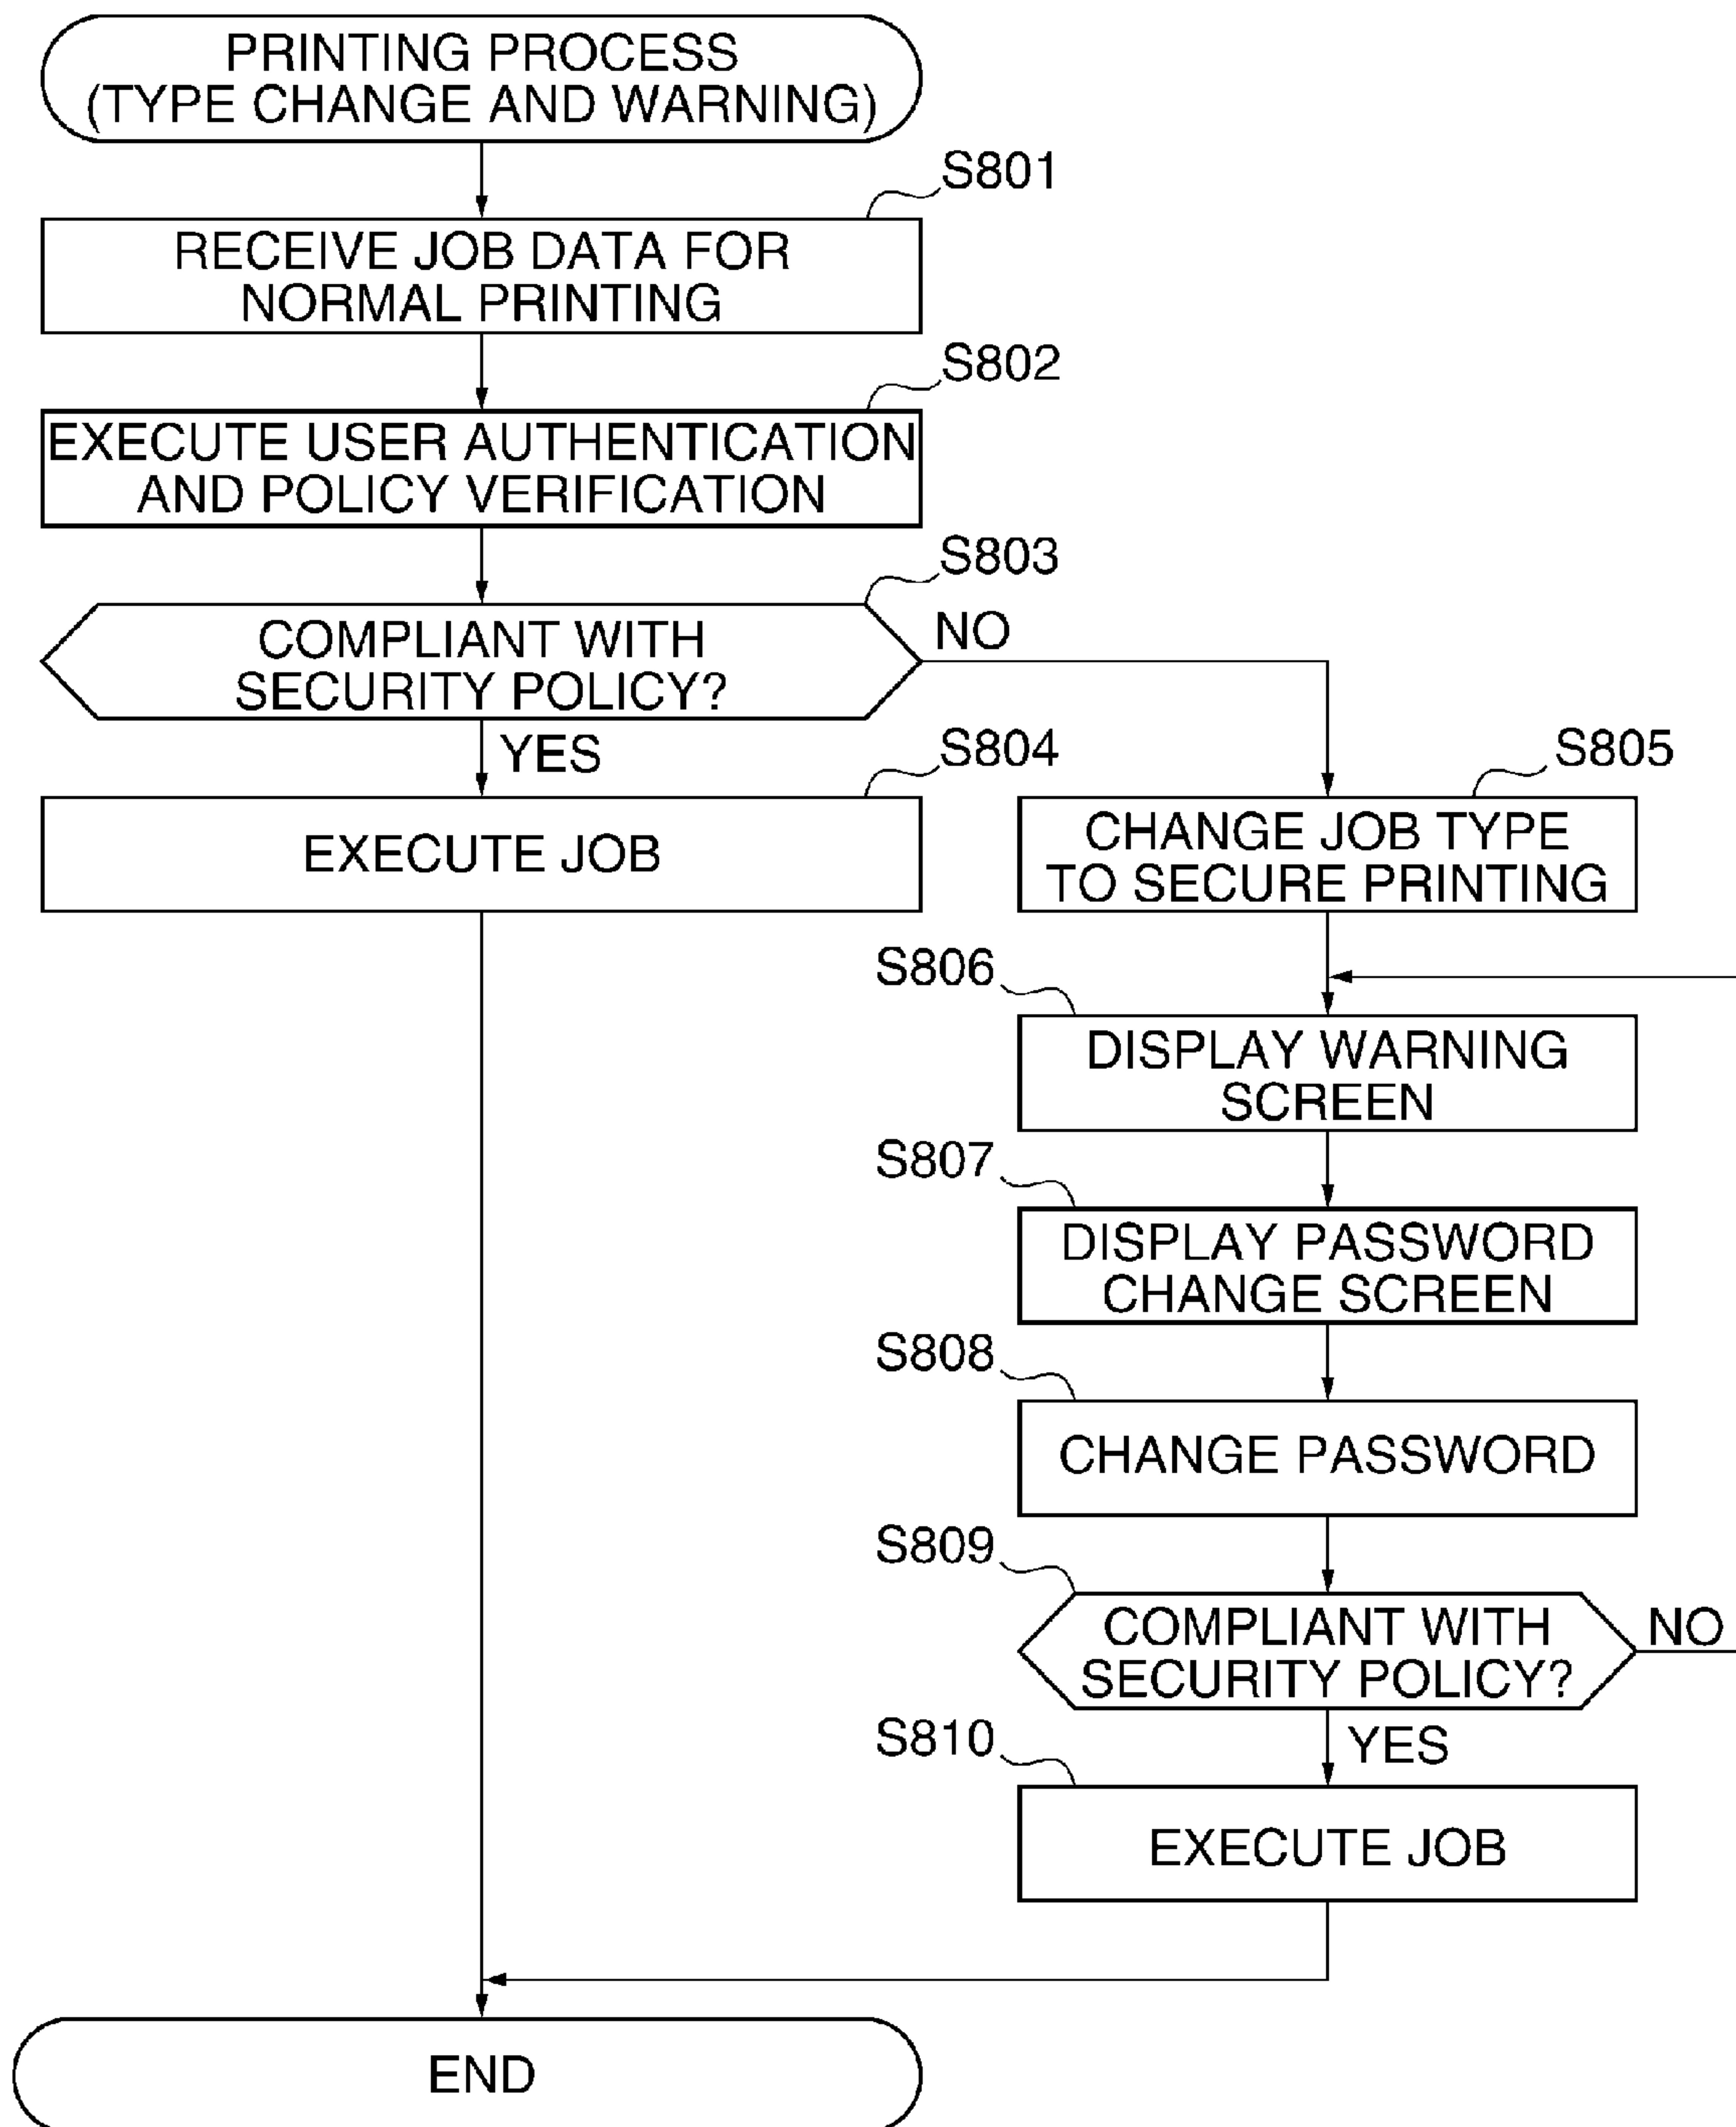 PRINTING PROCESS
(TYPE CHANGE AND WARNING)
S801
RECEIVE JOB DATA FOR
NORMAL PRINTING
S802
EXECUTE USER AUTHENTICATION
AND POLICY VERIFICATION
S803
COMPLIANT WITH
SECURITY POLICY?
NO
YES
S804
EXECUTE JOB
S805
CHANGE JOB TYPE
TO SECURE PRINTING
S806
DISPLAY WARNING
SCREEN
S807
DISPLAY PASSWORD
CHANGE SCREEN
S808
CHANGE PASSWORD
S809
COMPLIANT WITH
SECURITY POLICY?
NO
YES
S810
EXECUTE JOB
END